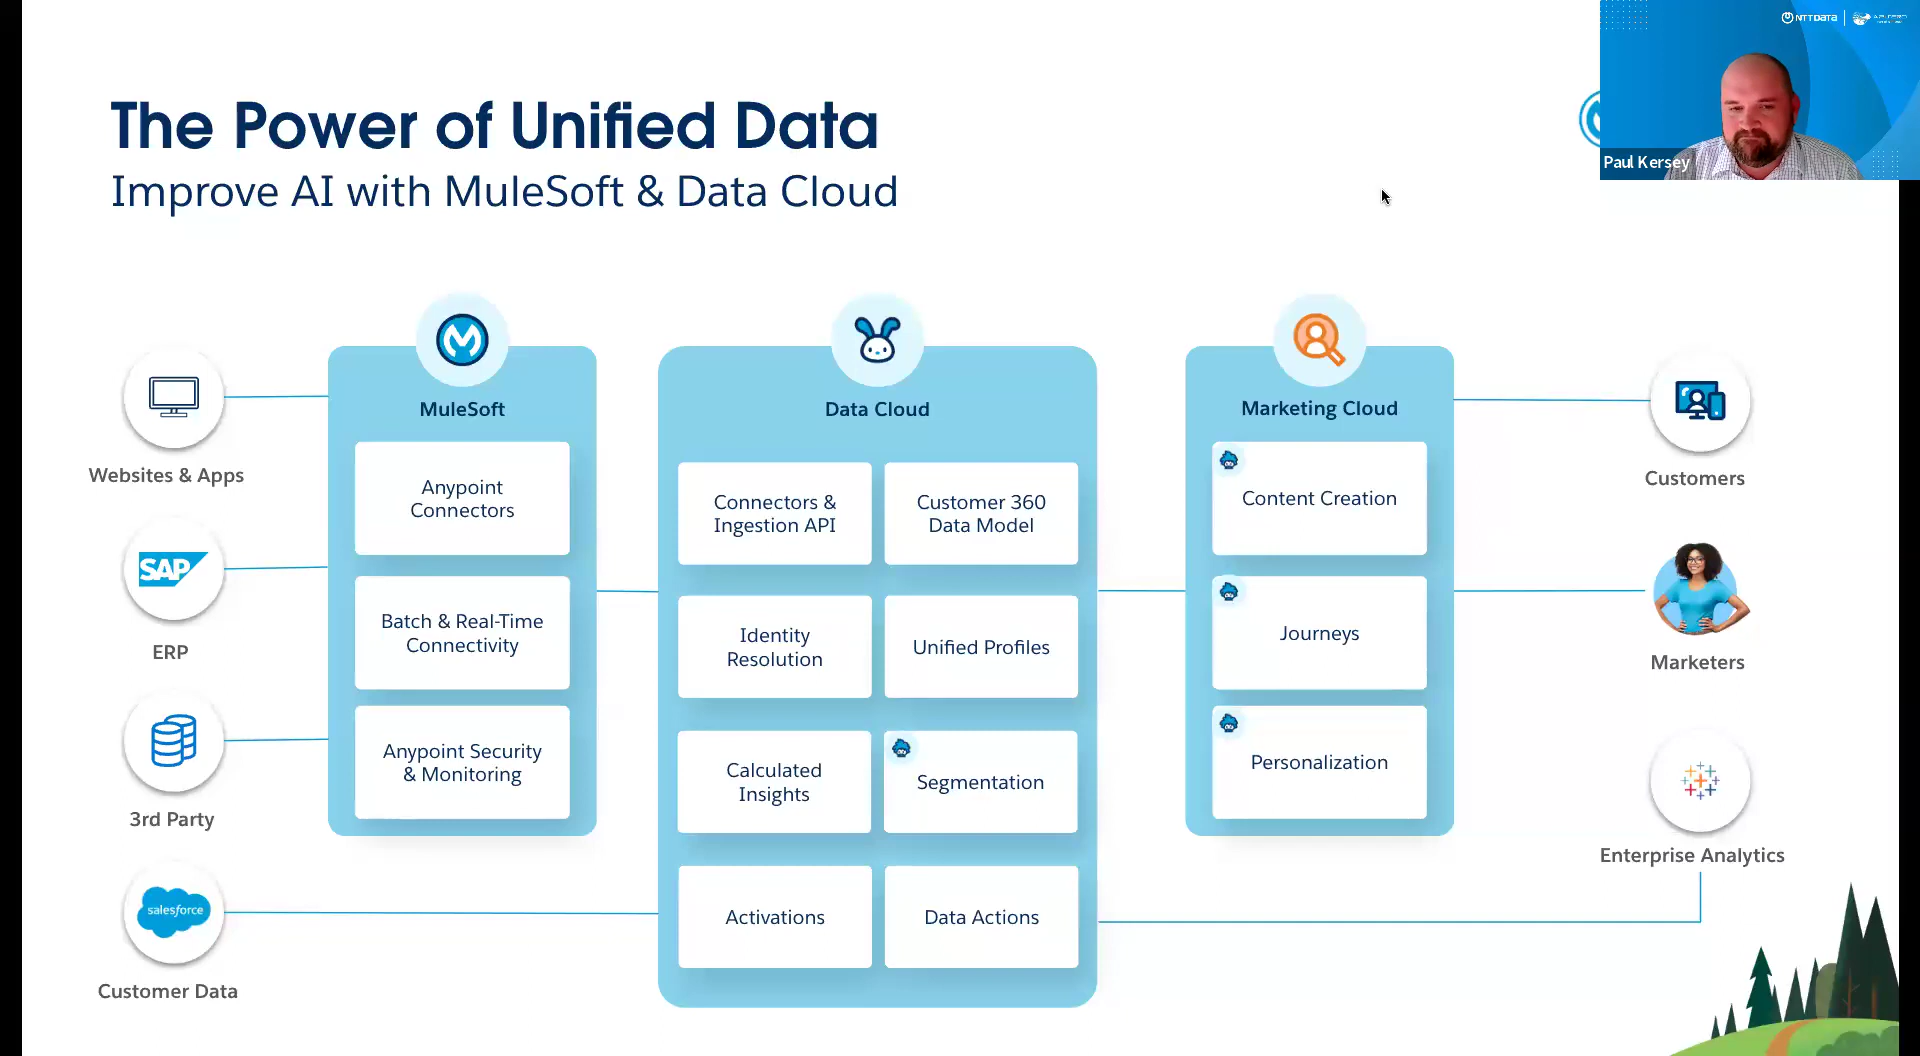 NTT DATA
The Power of Unified Data
Improve AI with MuleSoft & Data Cloud
Paul Kersey
Websites & Apps
SAP
ERP
3rd Party
salesforce
Customer Data
MuleSoft
Anypoint
Connectors
Batch & Real-Time
Connectivity
Anypoint Security
& Monitoring
Data Cloud
Connectors &
Ingestion API
Customer 360
Data Model
Identity
Resolution
Unified Profiles
Calculated
Insights
Segmentation
Activations
Data Actions
Marketing Cloud
Content Creation
Journeys
Personalization
Customers
Marketers
Enterprise Analytics